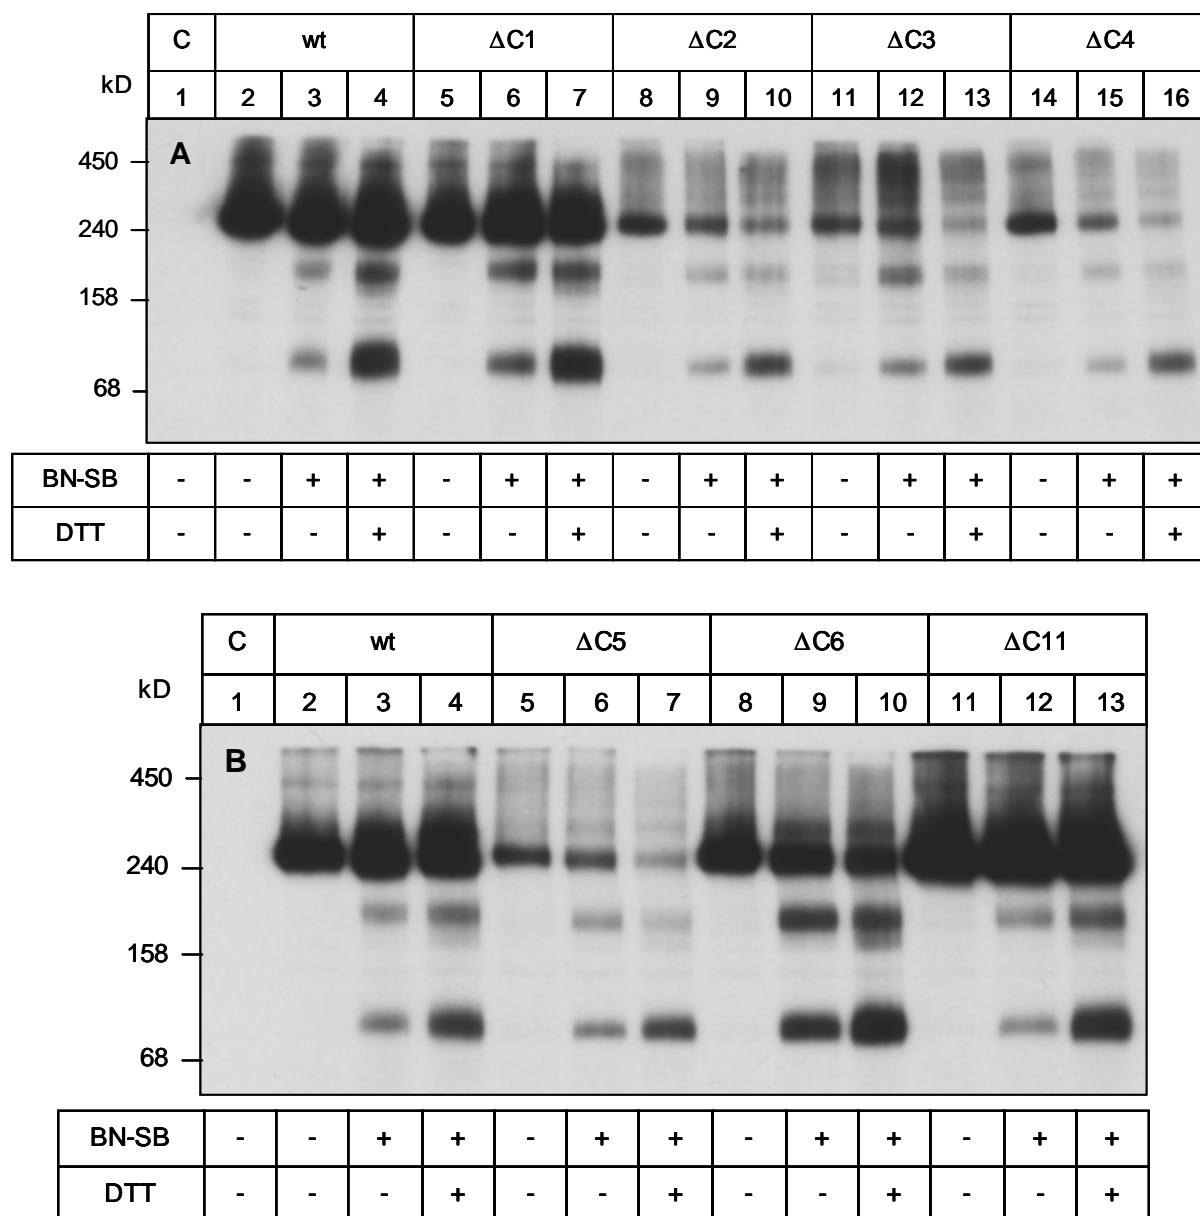 C wt ΔC1 ΔC2 ΔC3 ΔC4
kD 1 2 3 4 5 6 7 8 9 10 11 12 13 14 15 16
A
450
240
158
68
BN-SB - - + + - + + - + + - + + - + +
DTT - - - + - - + - - + - - + - - +
C wt ΔC5 ΔC6 ΔC11
kD 1 2 3 4 5 6 7 8 9 10 11 12 13
B
450
240
158
68
BN-SB - - + + - + + - + + - + +
DTT - - - + - - + - - + - - +